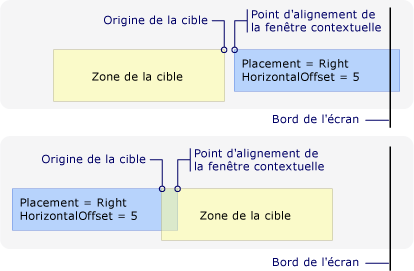 Origine de la cible
Point d'alignement de
la fenêtre contextuelle
Zone de la cible
Placement = Right
HorizontalOffset = 5
Bord de l'écran
Origine de la cible
Point d'alignement de
la fenêtre contextuelle
Placement = Right
HorizontalOffset = 5
Zone de la cible
Bord de l'écran